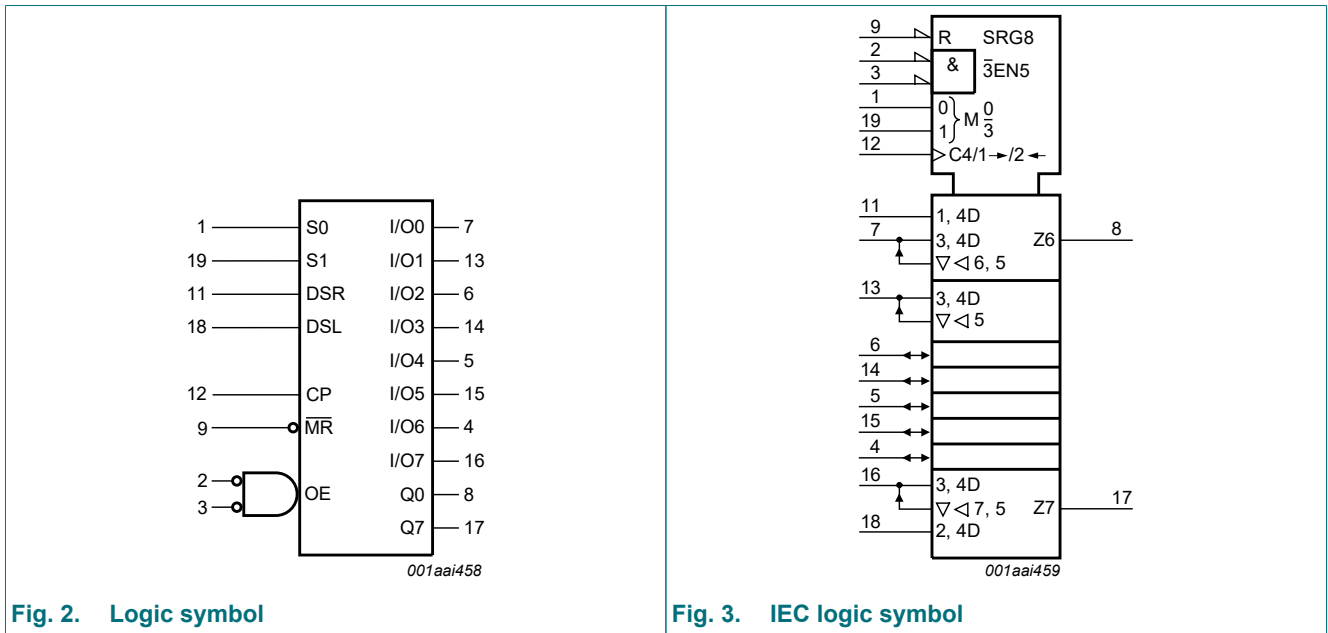 1 S0 I/O0 7
19 S1 I/O1 13
11 DSR I/O2 6
18 DSL I/O3 14
I/O4 5
12 CP I/O5 15
9 M̅R̅ I/O6 4
I/O7 16
2
3 OE Q0 8
Q7 17
001aai458
Fig. 2. Logic symbol
9 R SRG8
2 & 3̅EN5
3
1 0 } M 0/3
19 1
12 C4/1→/2←
11 1, 4D
7 3, 4D Z6 8
▽ ◁ 6, 5
13 3, 4D
▽ ◁ 5
6
14
5
15
4
16 3, 4D
▽ ◁ 7, 5 Z7 17
18 2, 4D
001aai459
Fig. 3. IEC logic symbol